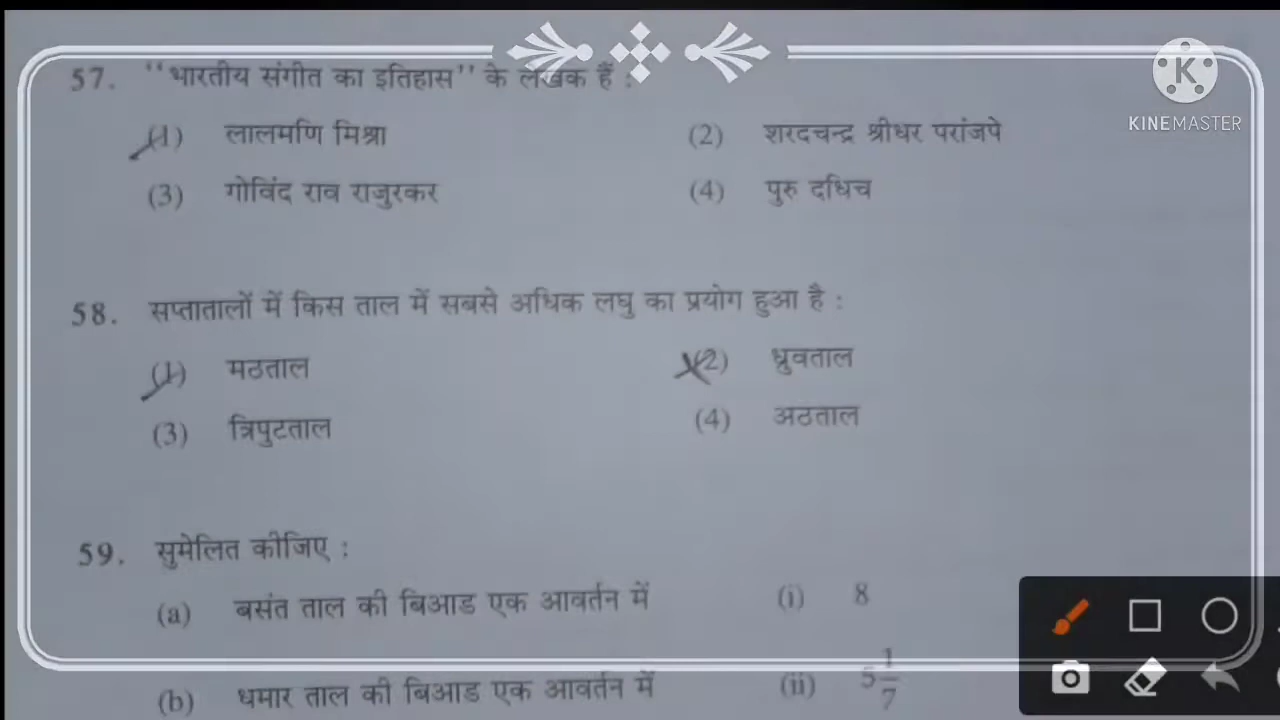 57. "भारतीय संगीत का इतिहास" के लेखक हैं :
(1) लालमणि मिश्रा (2) शरदचन्द्र श्रीधर परांजपे
(3) गोविंद राव राजुरकर (4) पुरु दधिच
58. सप्तातालों में किस ताल में सबसे अधिक लघु का प्रयोग हुआ है :
(1) मठताल (2) ध्रुवताल
(3) त्रिपुटताल (4) अठताल
59. सुमेलित कीजिए :
(a) बसंत ताल की बिआड एक आवर्तन में (i) 8
(b) धमार ताल की बिआड एक आवर्तन में (ii) 5 1/7
K
KINEMASTER